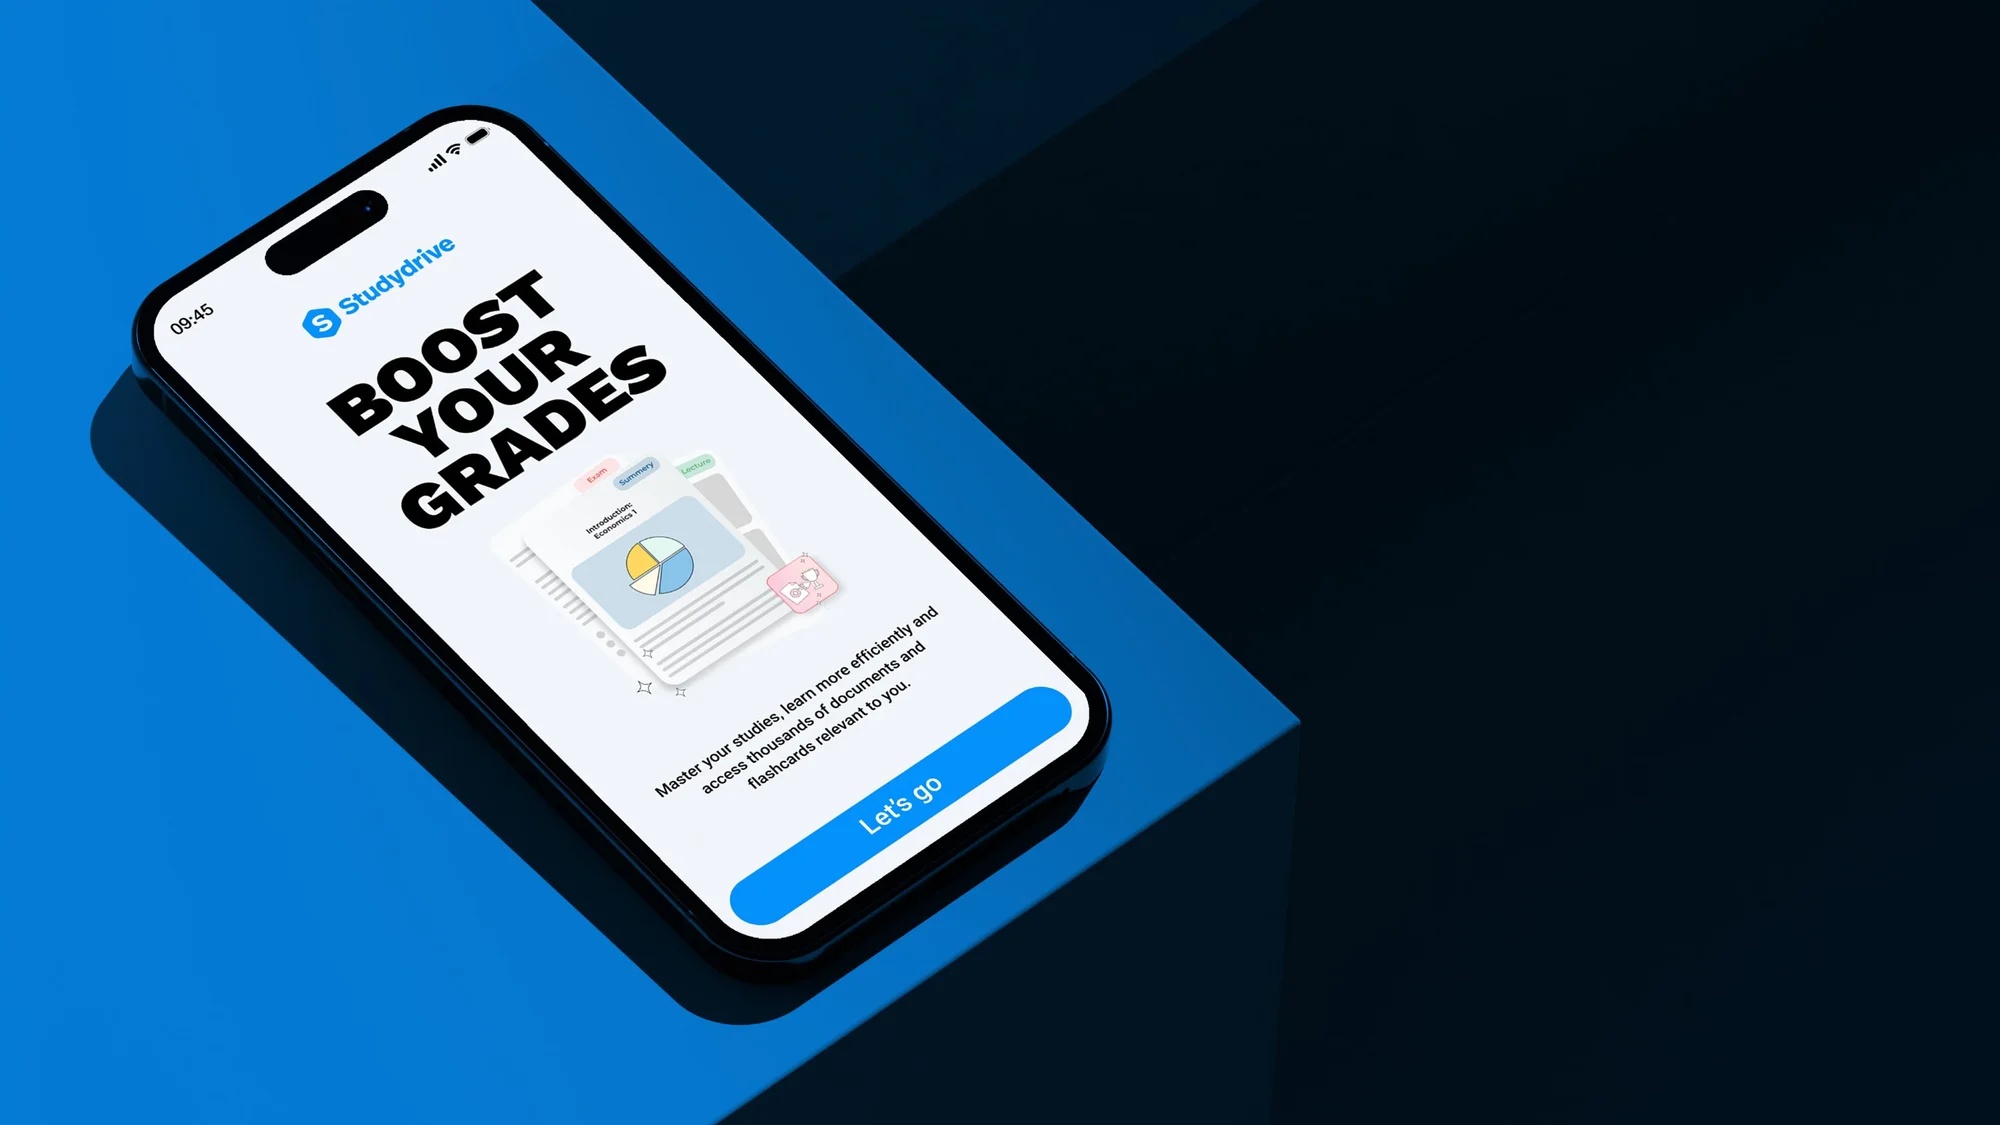 09:45
Studydrive
BOOST
YOUR
GRADES
Exam
Summery
Lecture
Introduction:
Economics 1
Master your studies, learn more efficiently and
access thousands of documents and
flashcards relevant to you.
Let's go